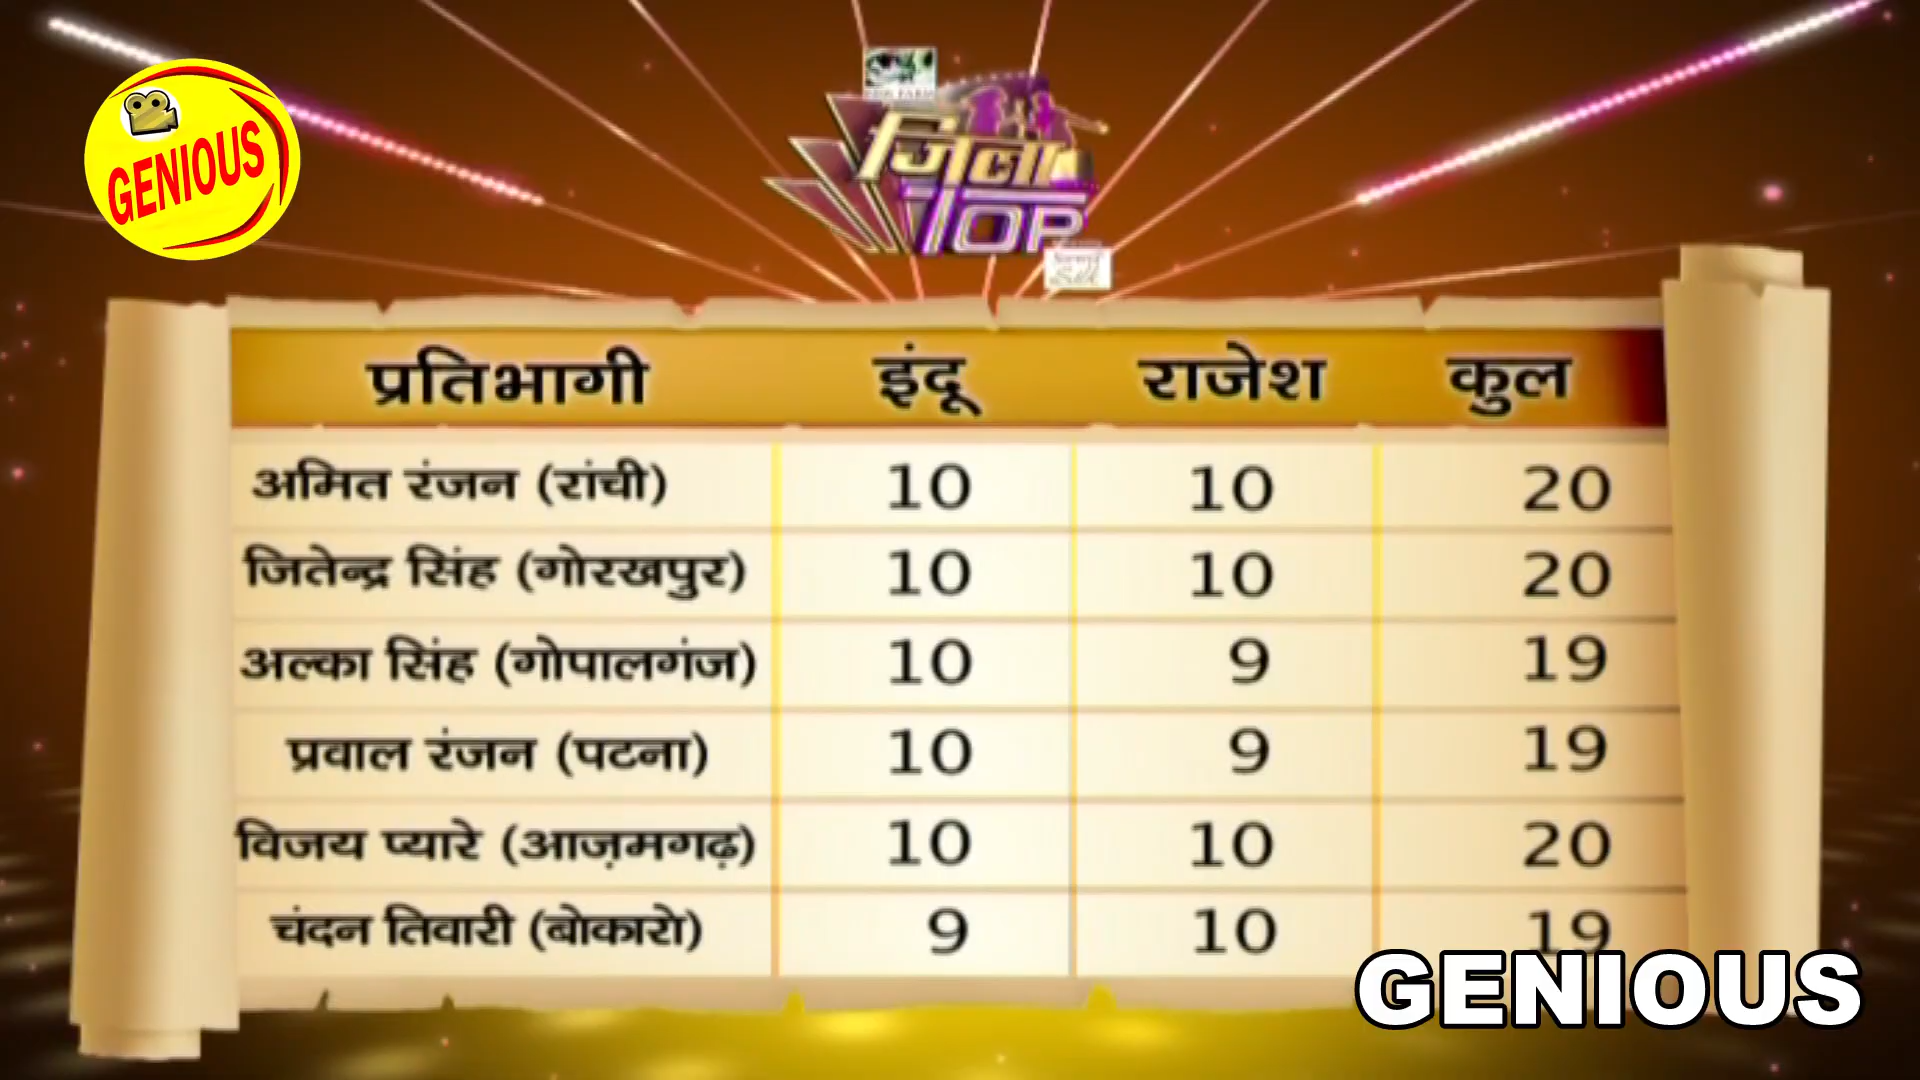 GENIOUS
जिला
TOP
प्रतिभागी इंदू राजेश कुल
अमित रंजन (रांची) 10 10 20
जितेन्द्र सिंह (गोरखपुर) 10 10 20
अल्का सिंह (गोपालगंज) 10 9 19
प्रवाल रंजन (पटना) 10 9 19
विजय प्यारे (आज़मगढ़) 10 10 20
चंदन तिवारी (बोकारो) 9 10 19
GENIOUS